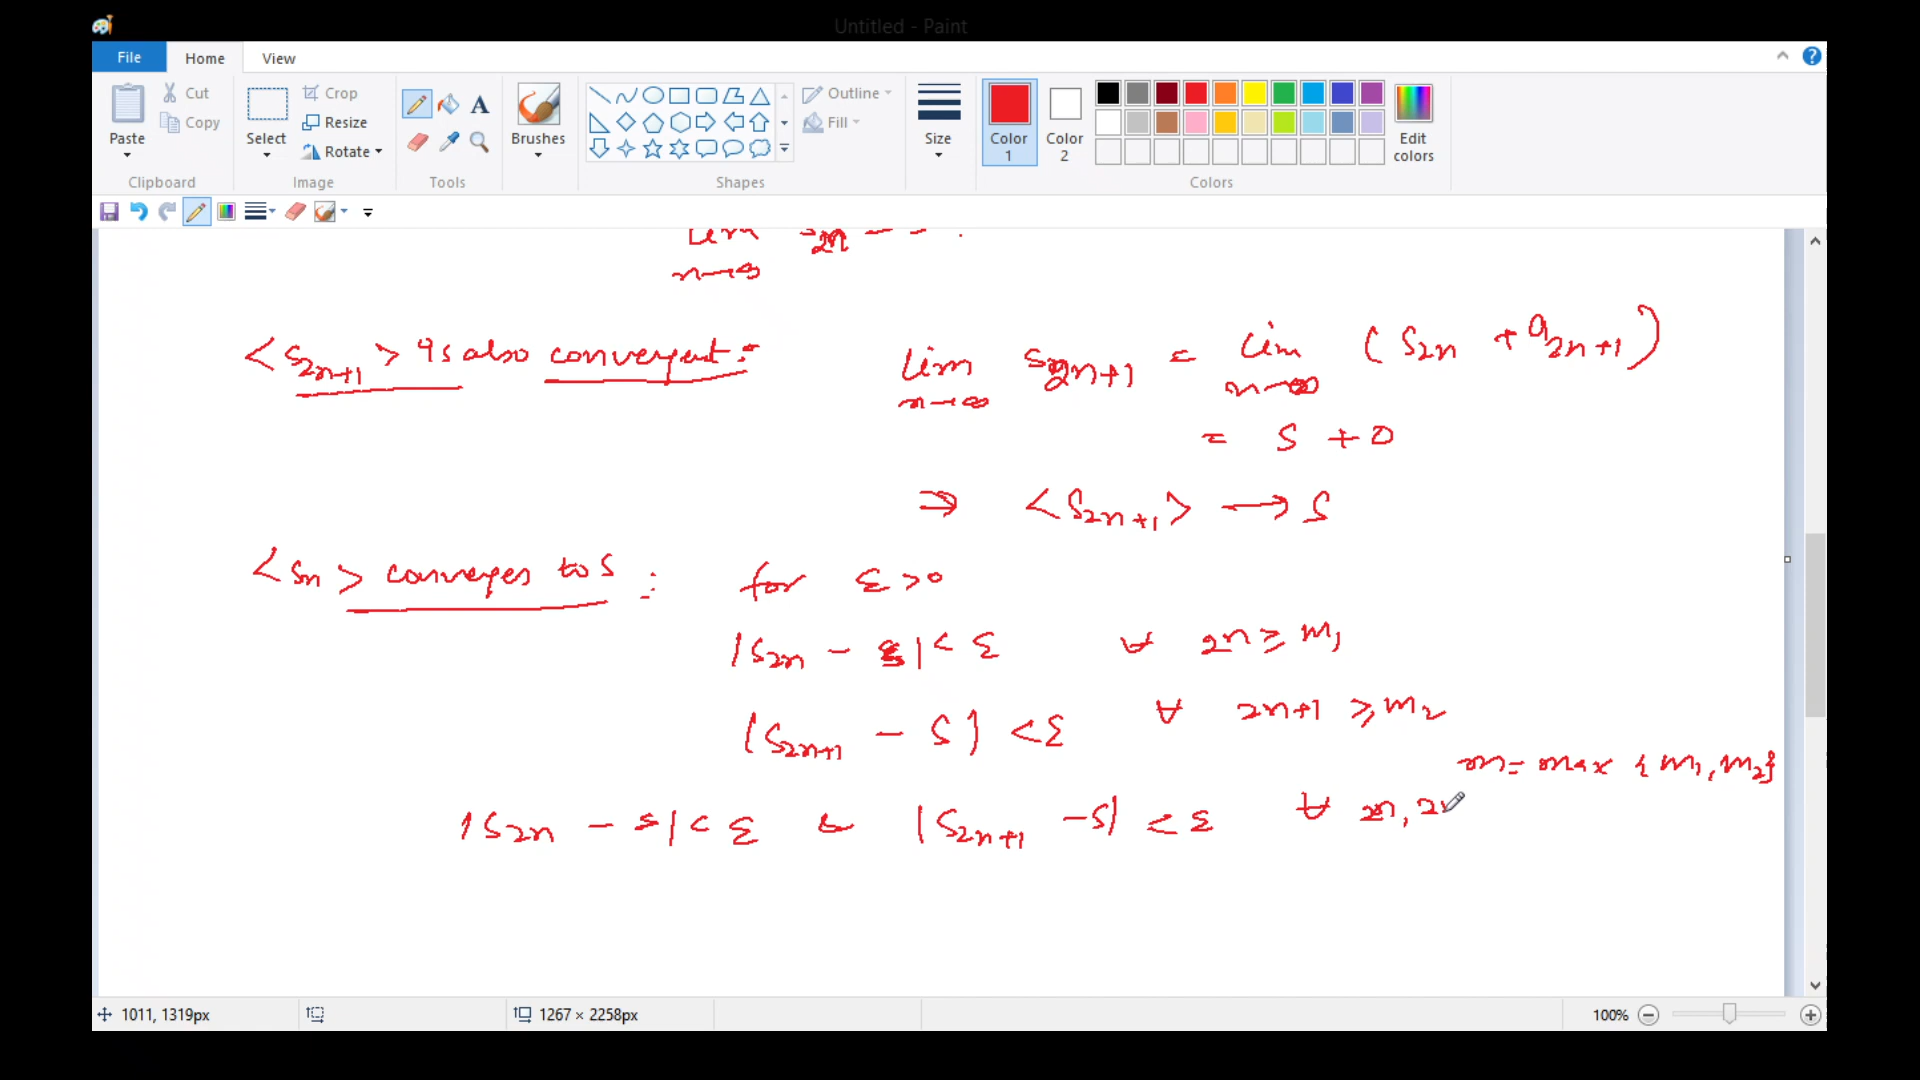 Untitled - Paint
File Home View
Paste Cut Copy Clipboard
Select Crop Resize Rotate Image
Tools
Brushes
Shapes Outline Fill
Size
Color 1 Color 2 Edit colors Colors
lim S2n = S.
n→∞
<S2n+1> is also convergent :- lim S2n+1 = lim (S2n + a2n+1)
n→∞ n→∞
= S + 0
⇒ <S2n+1> → S
<Sn> converges to S : for ε>0
|S2n - S| < ε ∀ 2n ≥ m1
|S2n+1 - S| < ε ∀ 2n+1 ≥ m2
m = max {m1, m2}
|S2n - S| < ε & |S2n+1 - S| < ε ∀ 2n, 2
1011, 1319px 1267 × 2258px 100%